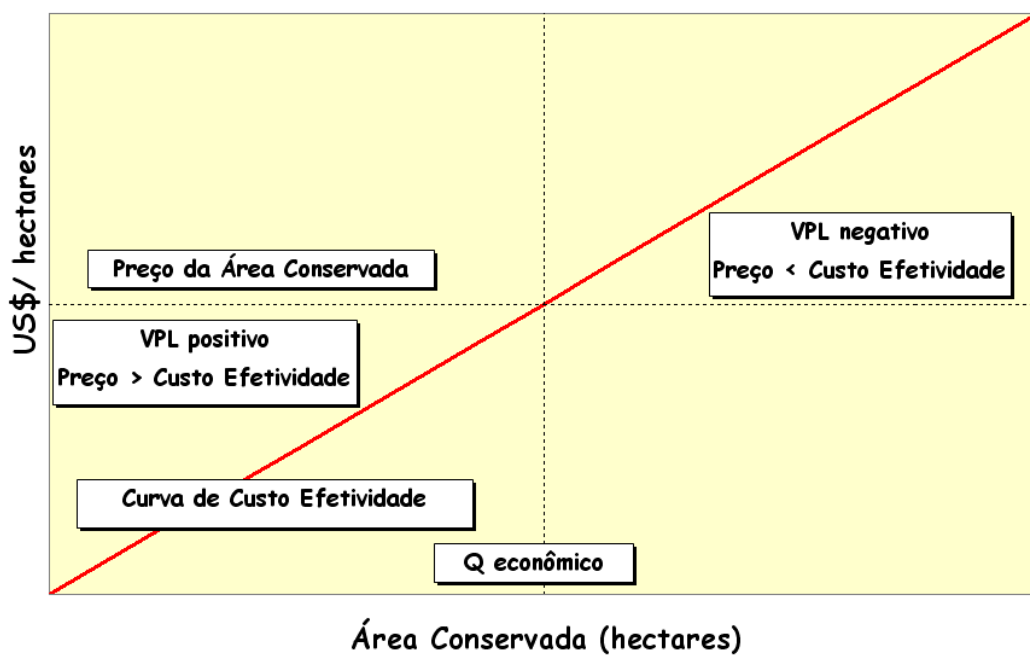 US$/ hectares
Preço da Área Conservada
VPL negativo
Preço < Custo Efetividade
VPL positivo
Preço > Custo Efetividade
Curva de Custo Efetividade
Q econômico
Área Conservada (hectares)